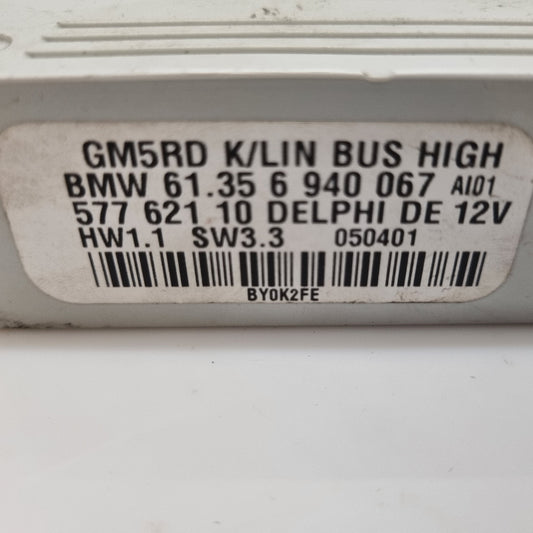 GM5RD K/LIN BUS HIGH
BMW 61.35 6 940 067 AI01
577 621 10 DELPHI DE 12V
HW1.1 SW3.3 050401
BY0K2FE